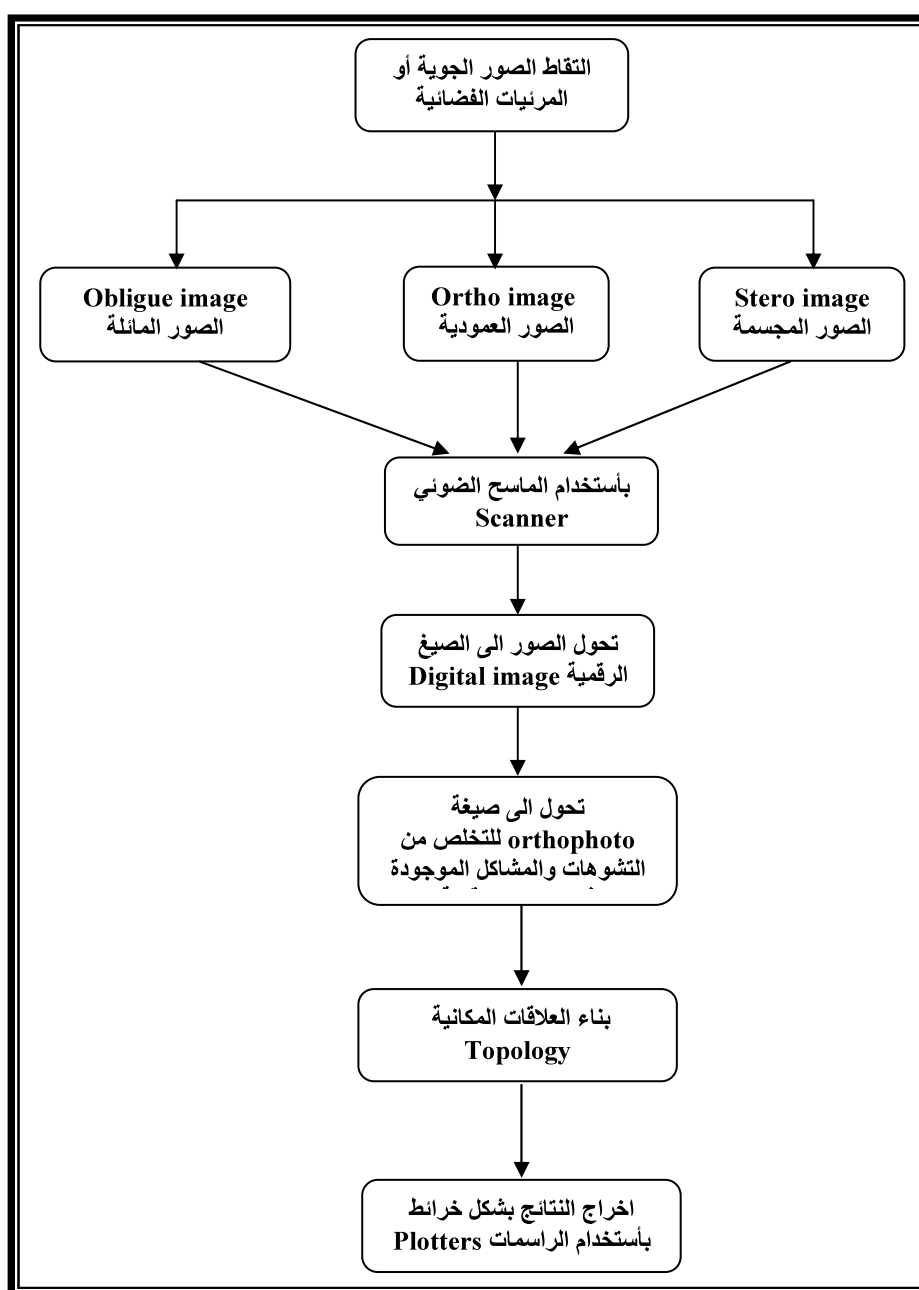 التقاط الصور الجوية أو
المرئيات الفضائية
Stero image
الصور المجسمة
Ortho image
الصور العمودية
Obligue image
الصور المائلة
بأستخدام الماسح الضوئي
Scanner
تحول الصور الى الصيغ
الرقمية Digital image
تحول الى صيغة
orthophoto للتخلص من
التشوهات والمشاكل الموجودة
بناء العلاقات المكانية
Topology
اخراج النتائج بشكل خرائط
بأستخدام الراسمات Plotters